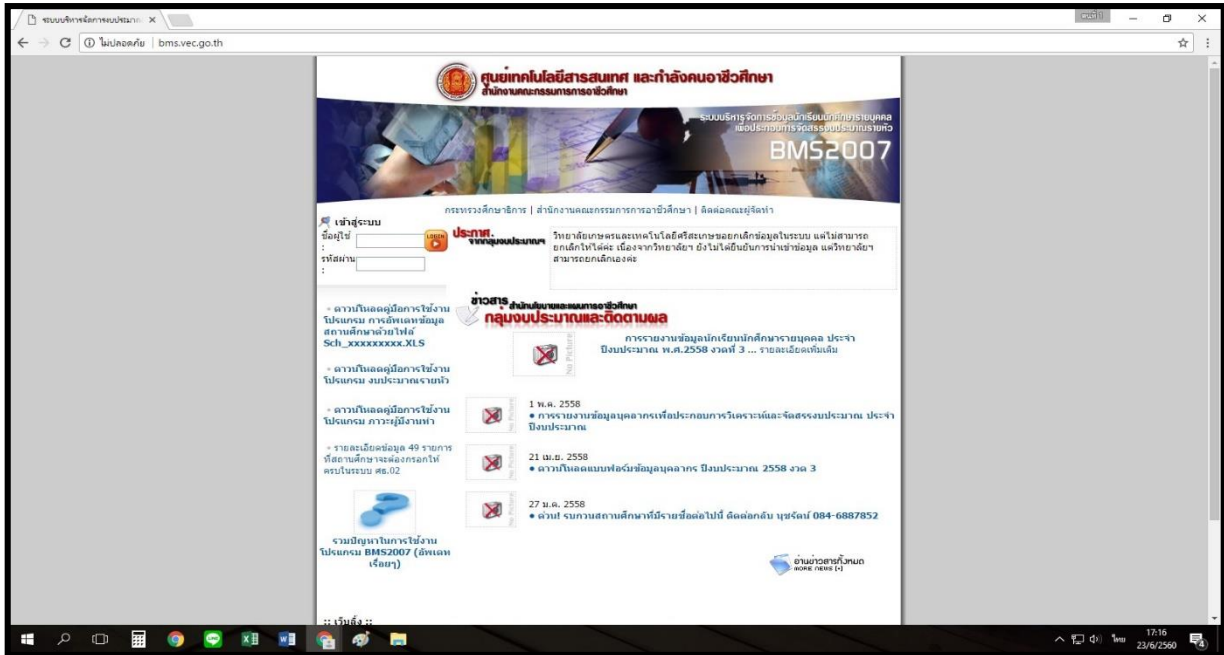 ระบบบริหารจัดการงบประมาณ
คนที่ 1
ไม่ปลอดภัย | bms.vec.go.th
ศูนย์เทคโนโลยีสารสนเทศ และกำลังคนอาชีวศึกษา
สำนักงานคณะกรรมการการอาชีวศึกษา
ระบบบริหารจัดการข้อมูลนักเรียนนักศึกษารายบุคคล
เพื่อประกอบการจัดสรรงบประมาณรายหัว
BMS2007
กระทรวงศึกษาธิการ | สำนักงานคณะกรรมการการอาชีวศึกษา | ติดต่อคณะผู้จัดทำ
เข้าสู่ระบบ
ชื่อผู้ใช้
:
LOGIN
รหัสผ่าน
:
ประกาศ
จากกลุ่มงบประมาณฯ
วิทยาลัยเกษตรและเทคโนโลยีศรีสะเกษขอยกเลิกข้อมูลในระบบ แต่ไม่สามารถ
ยกเลิกให้ได้ค่ะ เนื่องจากวิทยาลัยฯ ยังไม่ได้ยืนยันการนำเข้าข้อมูล แต่วิทยาลัยฯ
สามารถยกเลิกเองค่ะ
ดาวน์โหลดคู่มือการใช้งาน
โปรแกรม การอัพเดทข้อมูล
สถานศึกษาด้วยไฟล์
Sch_xxxxxxxxx.XLS
ดาวน์โหลดคู่มือการใช้งาน
โปรแกรม งบประมาณรายหัว
ดาวน์โหลดคู่มือการใช้งาน
โปรแกรม ภาวะผู้มีงานทำ
รายละเอียดข้อมูล 49 รายการ
ที่สถานศึกษาจะต้องกรอกให้
ครบในระบบ ศธ.02
รวมปัญหาในการใช้งาน
โปรแกรม BMS2007 (อัพเดท
เรื่อยๆ)
:: เว็บลิ้ง ::
ข่าวสาร สำนักนโยบายและแผนการอาชีวศึกษา
กลุ่มงบประมาณและติดตามผล
No Picture
การรายงานข้อมูลนักเรียนนักศึกษารายบุคคล ประจำ
ปีงบประมาณ พ.ศ.2558 งวดที่ 3 ... รายละเอียดเพิ่มเติม
No Picture
1 พ.ค. 2558
● การรายงานข้อมูลบุคลากรเพื่อประกอบการวิเคราะห์และจัดสรรงบประมาณ ประจำ
ปีงบประมาณ
No Picture
21 เม.ย. 2558
● ดาวน์โหลดแบบฟอร์มข้อมูลบุคลากร ปีงบประมาณ 2558 งวด 3
No Picture
27 ม.ค. 2558
● ด่วน! รบกวนสถานศึกษาที่มีรายชื่อต่อไปนี้ ติดต่อกลับ นุชรัตน์ 084-6887852
อ่านข่าวสารทั้งหมด
MORE NEWS [+]
ไทย
17:16
23/6/2560
4